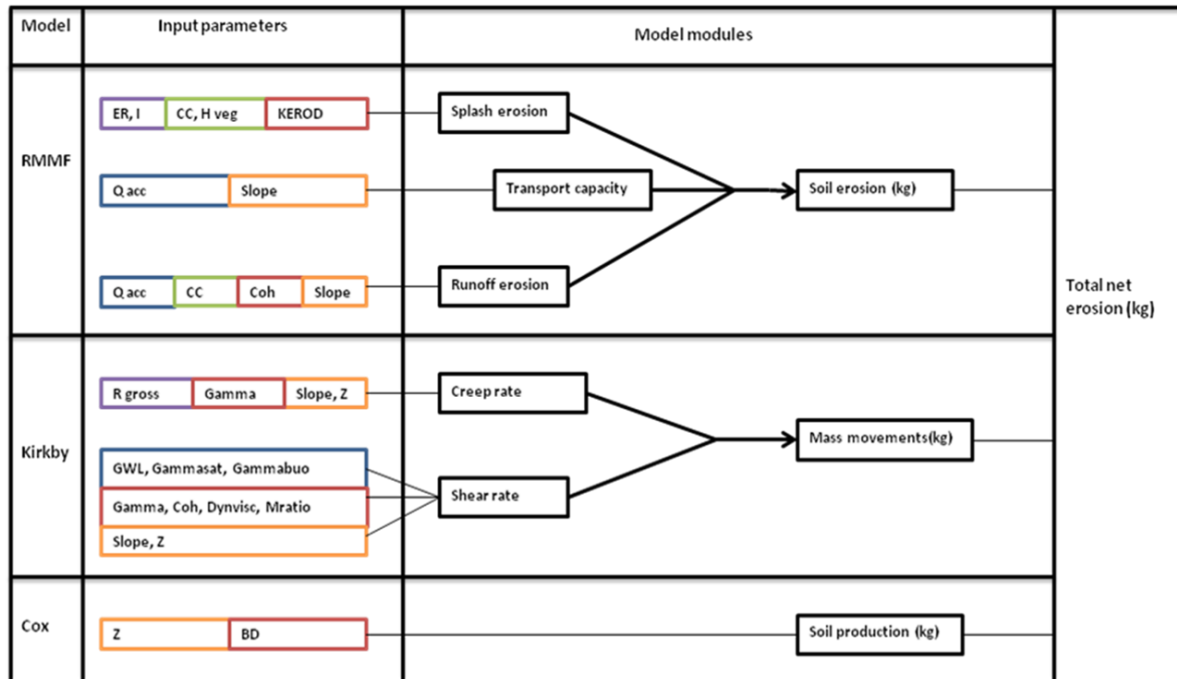 Model
Input parameters
Model modules
RMMF
ER, I
CC, H veg
KEROD
Splash erosion
Q acc
Slope
Transport capacity
Soil erosion (kg)
Q acc
CC
Coh
Slope
Runoff erosion
Total net
erosion (kg)
Kirkby
R gross
Gamma
Slope, Z
Creep rate
GWL, Gammasat, Gammabuo
Gamma, Coh, Dynvisc, Mratio
Slope, Z
Shear rate
Mass movements(kg)
Cox
Z
BD
Soil production (kg)